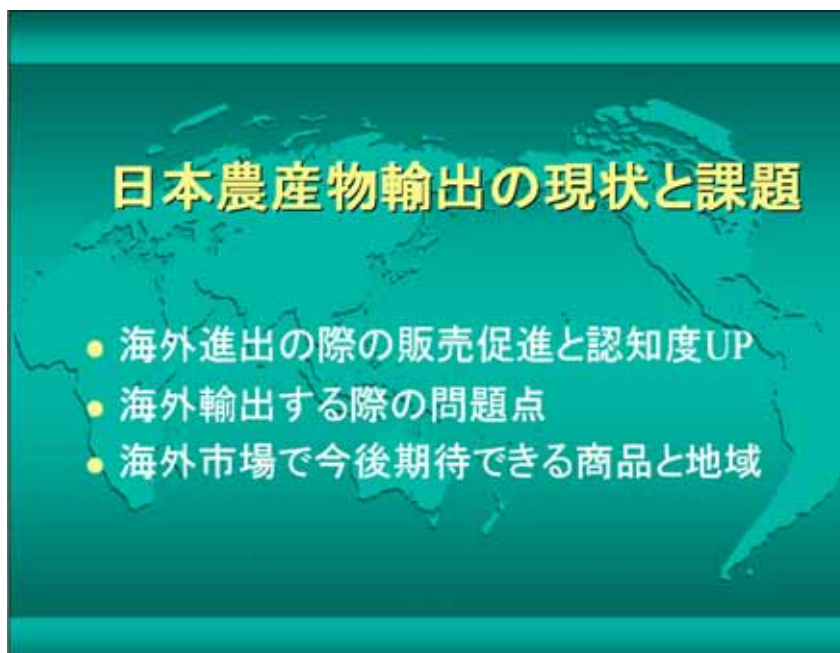 日本農産物輸出の現状と課題
● 海外進出の際の販売促進と認知度UP
● 海外輸出する際の問題点
● 海外市場で今後期待できる商品と地域